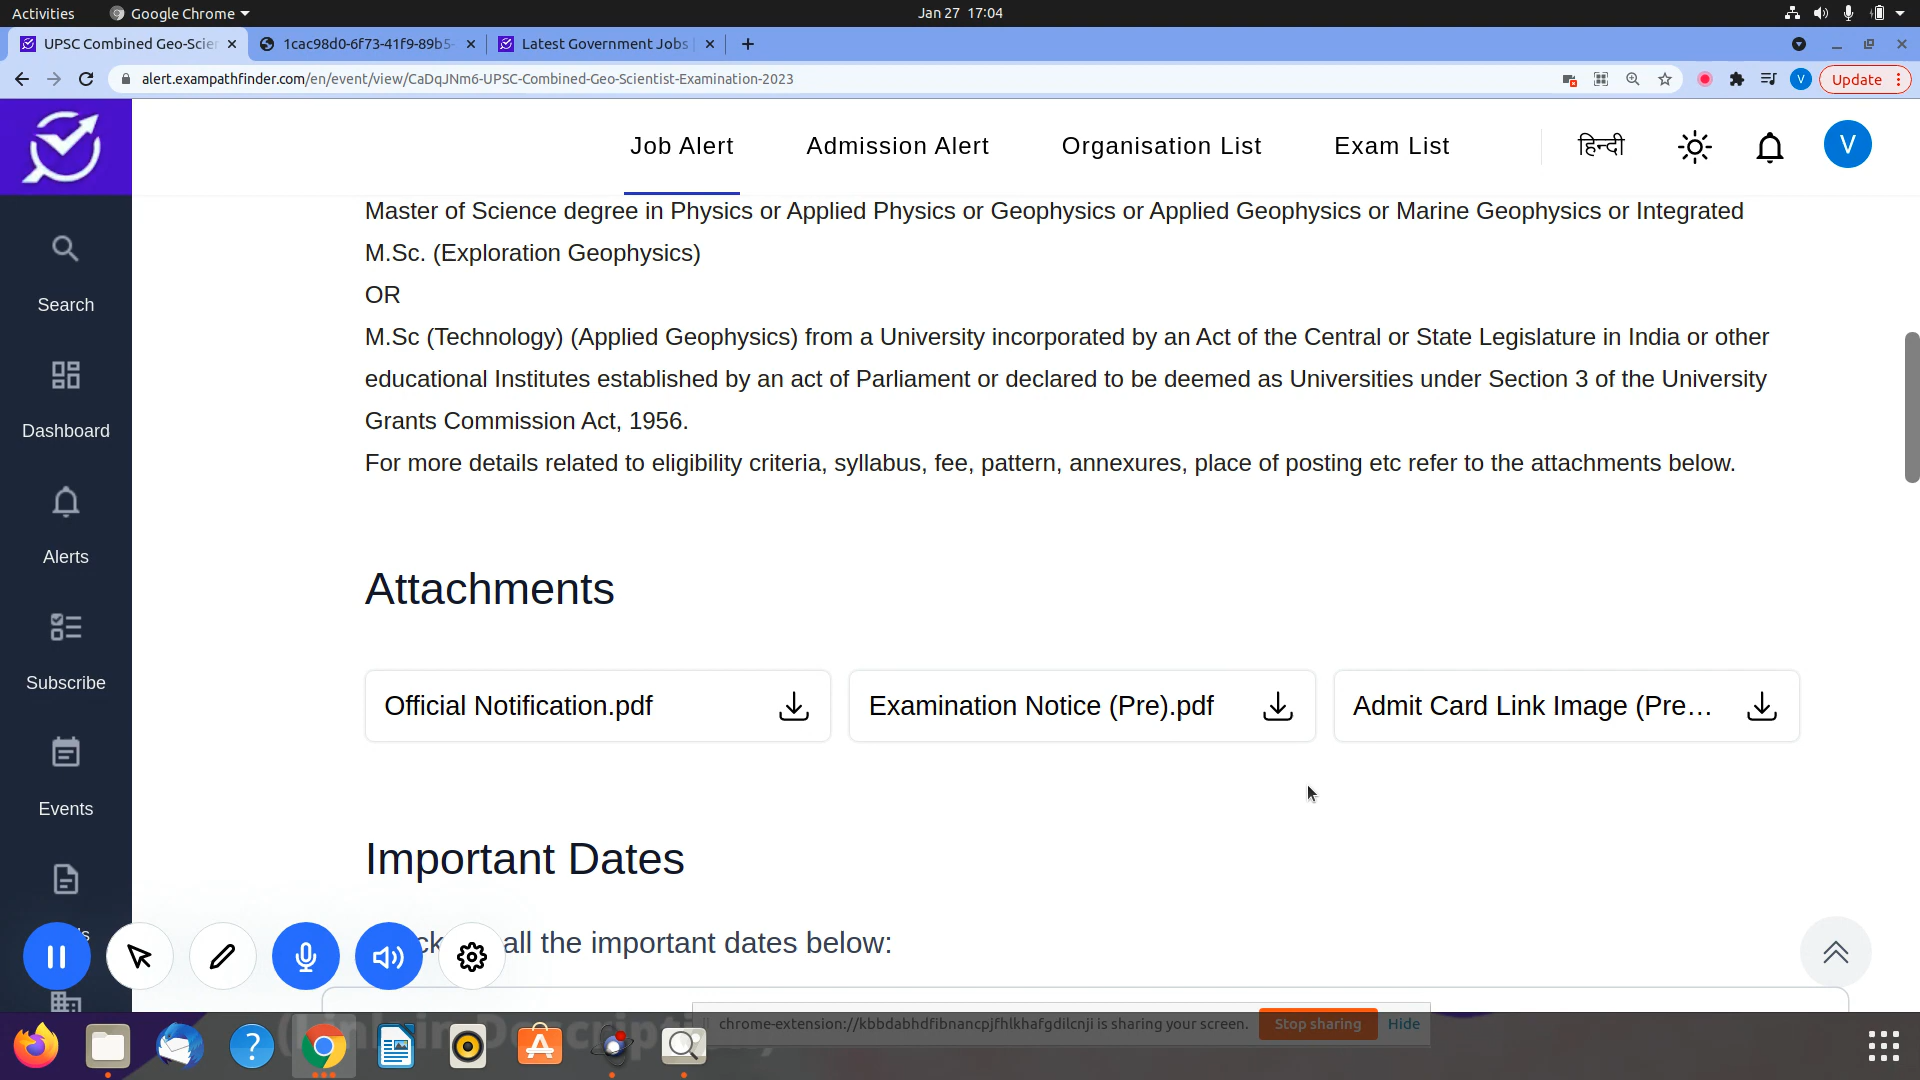 Activities
Google Chrome
Jan 27 17:04
UPSC Combined Geo-Scie
1cac98d0-6f73-41f9-89b5-
Latest Government Jobs
alert.exampathfinder.com/en/event/view/CaDqJNm6-UPSC-Combined-Geo-Scientist-Examination-2023
V
Update
Job Alert
Admission Alert
Organisation List
Exam List
हिन्दी
V
Search
Dashboard
Alerts
Subscribe
Events
Master of Science degree in Physics or Applied Physics or Geophysics or Applied Geophysics or Marine Geophysics or Integrated
M.Sc. (Exploration Geophysics)
OR
M.Sc (Technology) (Applied Geophysics) from a University incorporated by an Act of the Central or State Legislature in India or other
educational Institutes established by an act of Parliament or declared to be deemed as Universities under Section 3 of the University
Grants Commission Act, 1956.
For more details related to eligibility criteria, syllabus, fee, pattern, annexures, place of posting etc refer to the attachments below.
Attachments
Official Notification.pdf
Examination Notice (Pre).pdf
Admit Card Link Image (Pre...
Important Dates
all the important dates below:
chrome-extension://kbbdabhdfibnancpjfhlkhafgdilcnji is sharing your screen.
Stop sharing
Hide